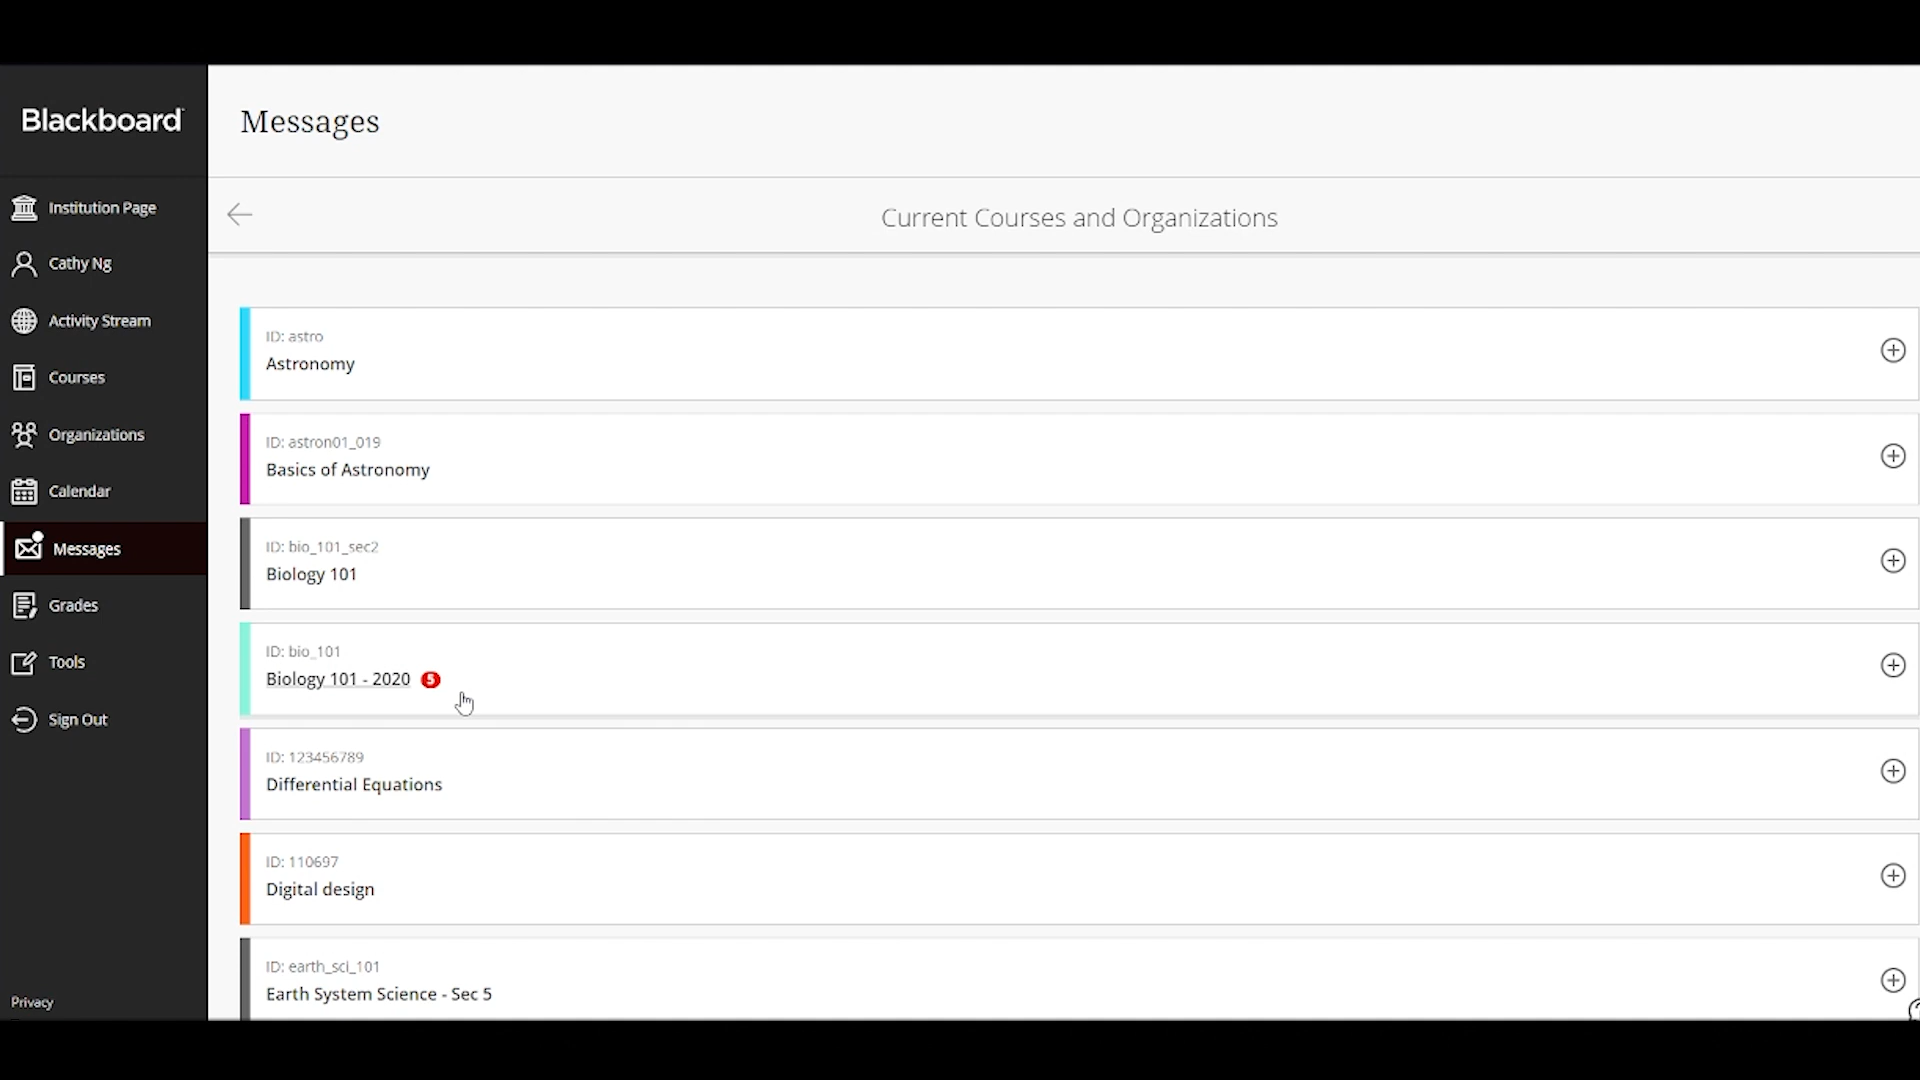 Blackboard
Messages
Institution Page
Cathy Ng
Activity Stream
Courses
Organizations
Calendar
Messages
Grades
Tools
Sign Out
Privacy
Current Courses and Organizations
ID: astro
Astronomy
ID: astron01_019
Basics of Astronomy
ID: bio_101_sec2
Biology 101
ID: bio_101
Biology 101 - 2020 5
ID: 123456789
Differential Equations
ID: 110697
Digital design
ID: earth_sci_101
Earth System Science - Sec 5